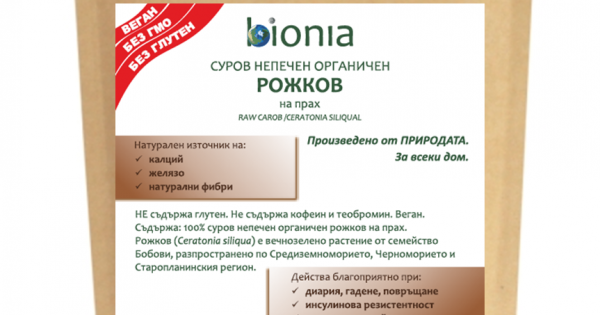 ВЕГАН
БЕЗ ГМО
БЕЗ ГЛУТЕН
bionia
СУРОВ НЕПЕЧЕН ОРГАНИЧЕН
РОЖКОВ
на прах
RAW CAROB /CERATONIA SILIQUAL
Произведено от ПРИРОДАТА.
За всеки дом.
Натурален източник на:
✓ калций
✓ желязо
✓ натурални фибри
НЕ съдържа глутен. Не съдържа кофеин и теобромин. Веган.
Съдържа: 100% суров непечен органичен рожков на прах.
Рожков (Ceratonia siliqua) е вечнозелено растение от семейство
Бобови, разпространено по Средиземноморието, Черноморието и
Старопланинския регион.
Действа благоприятно при:
✓ диария, гадене, повръщане
✓ инсулинова резистентност